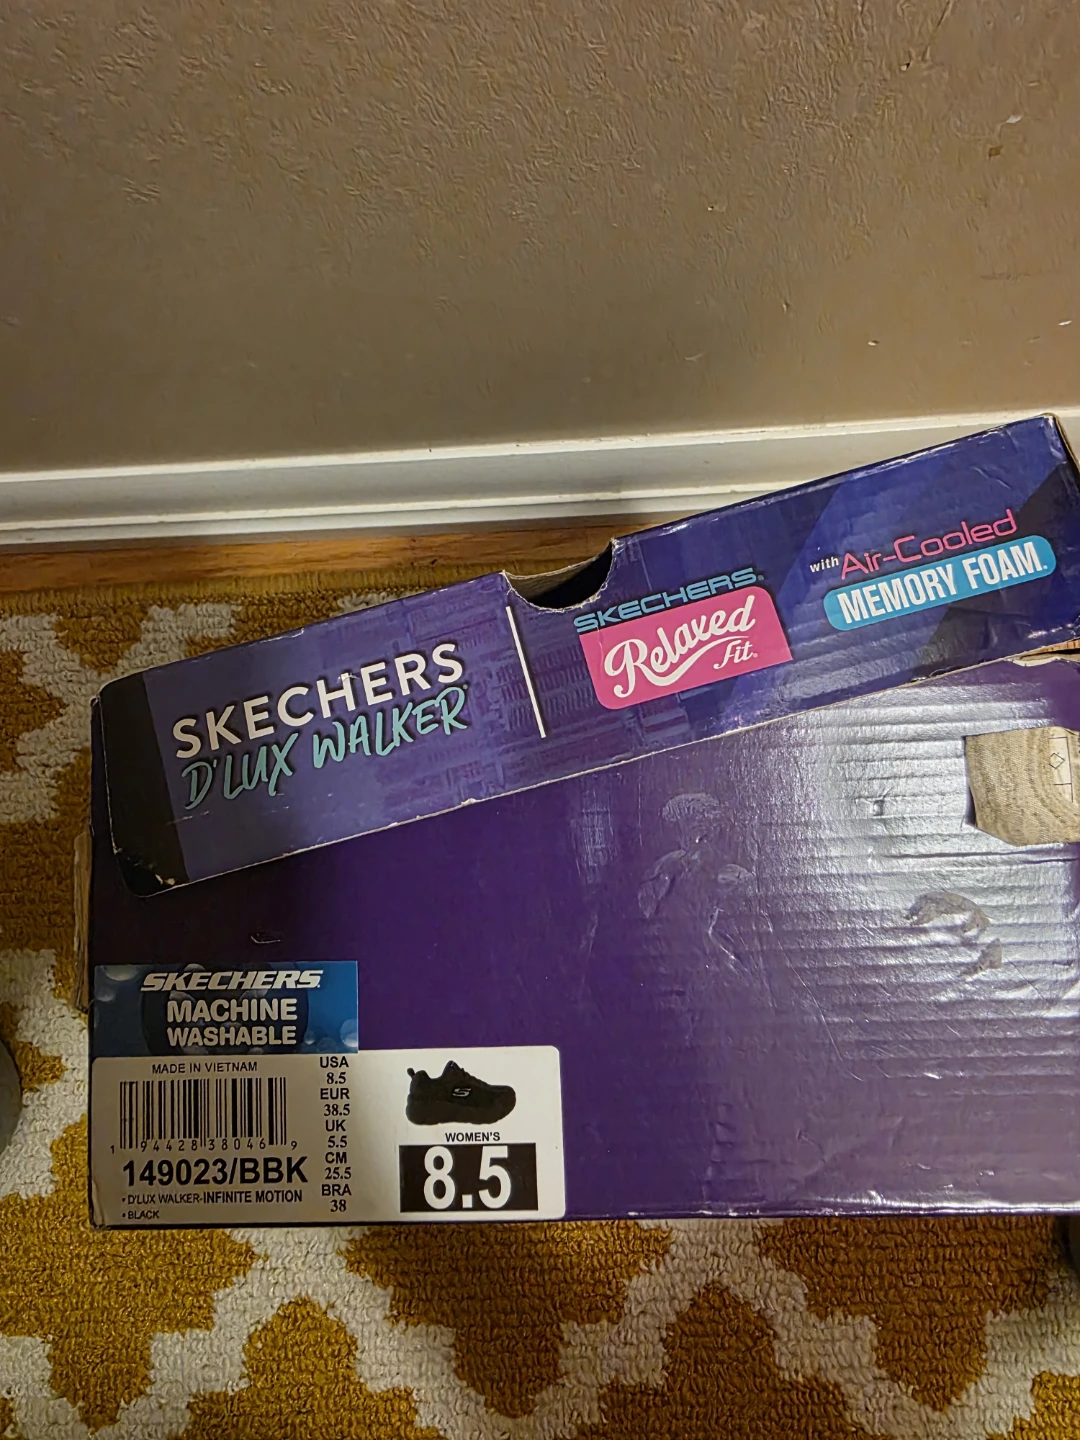 SKECHERS
D'LUX WALKER
SKECHERS.
Relaxed
Fit.
with Air-Cooled
MEMORY FOAM.
SKECHERS
MACHINE
WASHABLE
MADE IN VIETNAM
1 94428 38046 9
149023/BBK
• D'LUX WALKER-INFINITE MOTION
• BLACK
USA
8.5
EUR
38.5
UK
5.5
CM
25.5
BRA
38
S
WOMEN'S
8.5